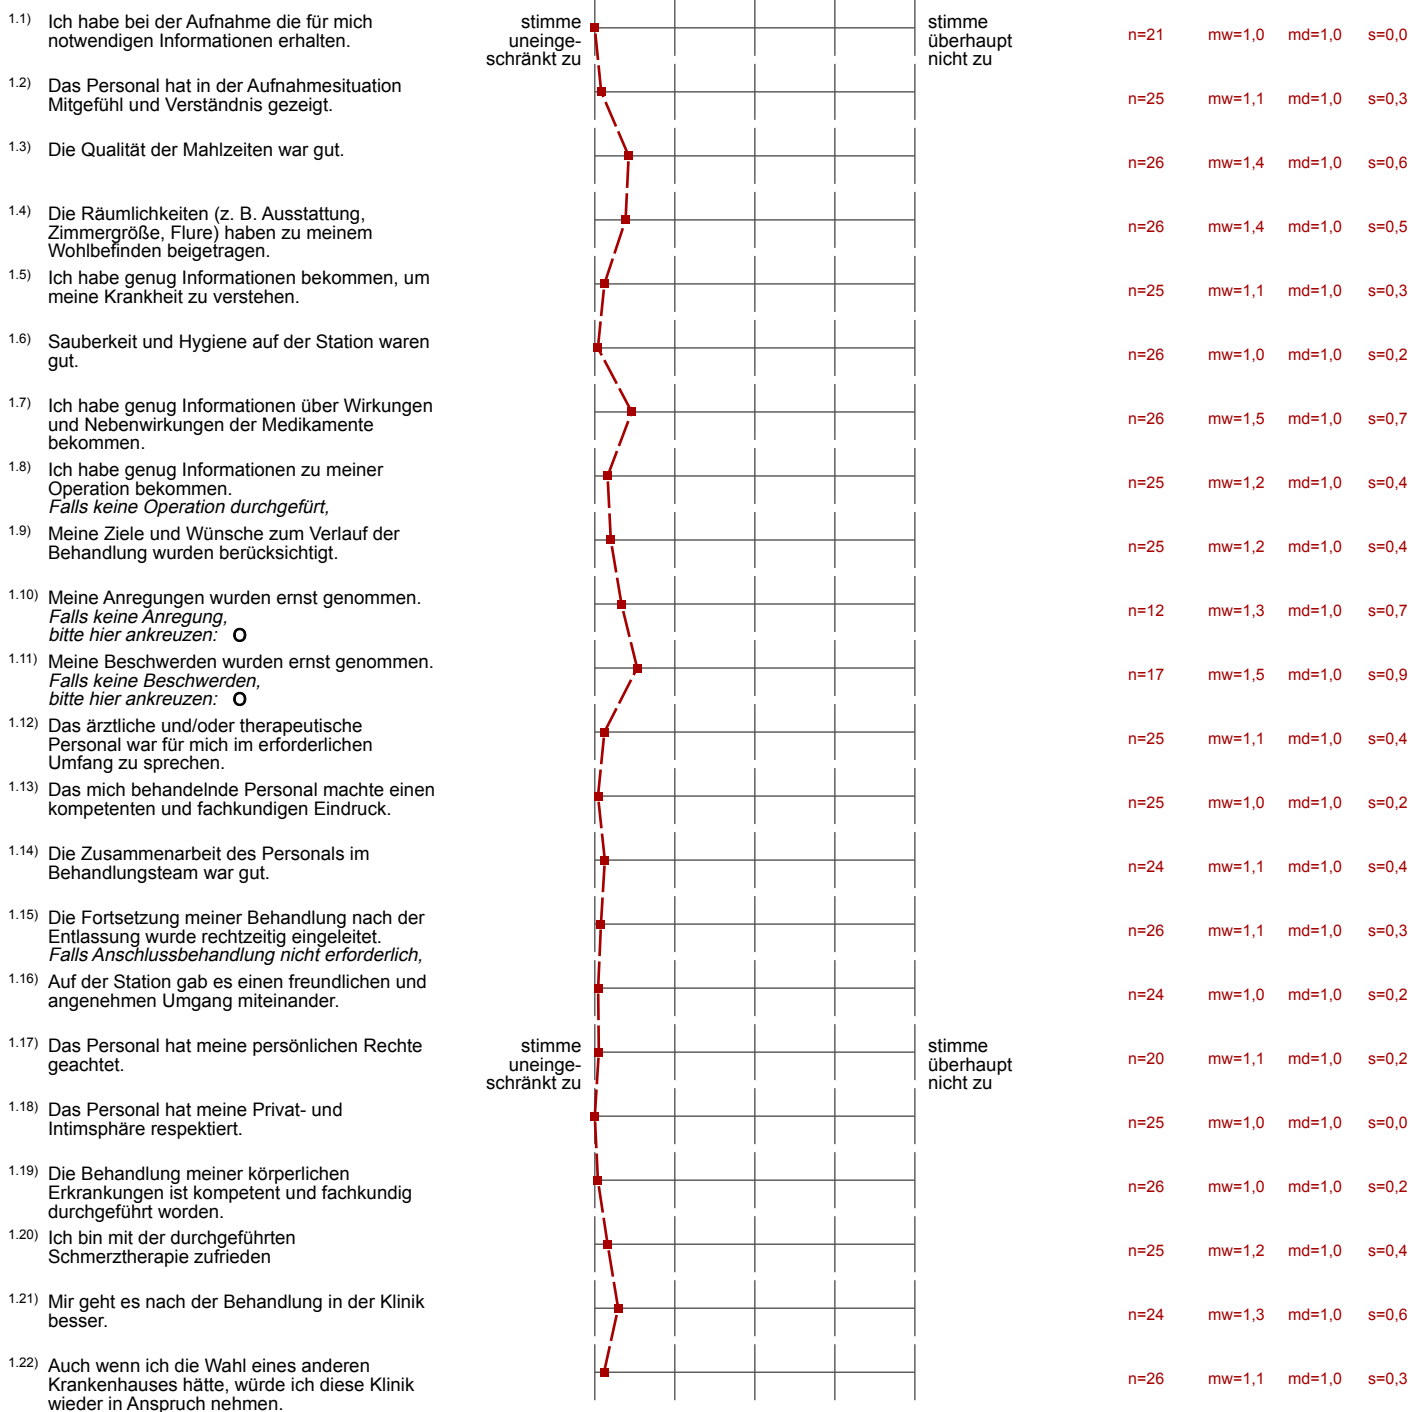 1.1) Ich habe bei der Aufnahme die für mich
notwendigen Informationen erhalten.
stimme
uneinge-
schränkt zu
stimme
überhaupt
nicht zu
n=21 mw=1,0 md=1,0 s=0,0
1.2) Das Personal hat in der Aufnahmesituation
Mitgefühl und Verständnis gezeigt.
n=25 mw=1,1 md=1,0 s=0,3
1.3) Die Qualität der Mahlzeiten war gut.
n=26 mw=1,4 md=1,0 s=0,6
1.4) Die Räumlichkeiten (z. B. Ausstattung,
Zimmergröße, Flure) haben zu meinem
Wohlbefinden beigetragen.
n=26 mw=1,4 md=1,0 s=0,5
1.5) Ich habe genug Informationen bekommen, um
meine Krankheit zu verstehen.
n=25 mw=1,1 md=1,0 s=0,3
1.6) Sauberkeit und Hygiene auf der Station waren
gut.
n=26 mw=1,0 md=1,0 s=0,2
1.7) Ich habe genug Informationen über Wirkungen
und Nebenwirkungen der Medikamente
bekommen.
n=26 mw=1,5 md=1,0 s=0,7
1.8) Ich habe genug Informationen zu meiner
Operation bekommen.
Falls keine Operation durchgefürt,
n=25 mw=1,2 md=1,0 s=0,4
1.9) Meine Ziele und Wünsche zum Verlauf der
Behandlung wurden berücksichtigt.
n=25 mw=1,2 md=1,0 s=0,4
1.10) Meine Anregungen wurden ernst genommen.
Falls keine Anregung,
bitte hier ankreuzen: O
n=12 mw=1,3 md=1,0 s=0,7
1.11) Meine Beschwerden wurden ernst genommen.
Falls keine Beschwerden,
bitte hier ankreuzen: O
n=17 mw=1,5 md=1,0 s=0,9
1.12) Das ärztliche und/oder therapeutische
Personal war für mich im erforderlichen
Umfang zu sprechen.
n=25 mw=1,1 md=1,0 s=0,4
1.13) Das mich behandelnde Personal machte einen
kompetenten und fachkundigen Eindruck.
n=25 mw=1,0 md=1,0 s=0,2
1.14) Die Zusammenarbeit des Personals im
Behandlungsteam war gut.
n=24 mw=1,1 md=1,0 s=0,4
1.15) Die Fortsetzung meiner Behandlung nach der
Entlassung wurde rechtzeitig eingeleitet.
Falls Anschlussbehandlung nicht erforderlich,
n=26 mw=1,1 md=1,0 s=0,3
1.16) Auf der Station gab es einen freundlichen und
angenehmen Umgang miteinander.
n=24 mw=1,0 md=1,0 s=0,2
1.17) Das Personal hat meine persönlichen Rechte
geachtet.
stimme
uneinge-
schränkt zu
stimme
überhaupt
nicht zu
n=20 mw=1,1 md=1,0 s=0,2
1.18) Das Personal hat meine Privat- und
Intimsphäre respektiert.
n=25 mw=1,0 md=1,0 s=0,0
1.19) Die Behandlung meiner körperlichen
Erkrankungen ist kompetent und fachkundig
durchgeführt worden.
n=26 mw=1,0 md=1,0 s=0,2
1.20) Ich bin mit der durchgeführten
Schmerztherapie zufrieden
n=25 mw=1,2 md=1,0 s=0,4
1.21) Mir geht es nach der Behandlung in der Klinik
besser.
n=24 mw=1,3 md=1,0 s=0,6
1.22) Auch wenn ich die Wahl eines anderen
Krankenhauses hätte, würde ich diese Klinik
wieder in Anspruch nehmen.
n=26 mw=1,1 md=1,0 s=0,3